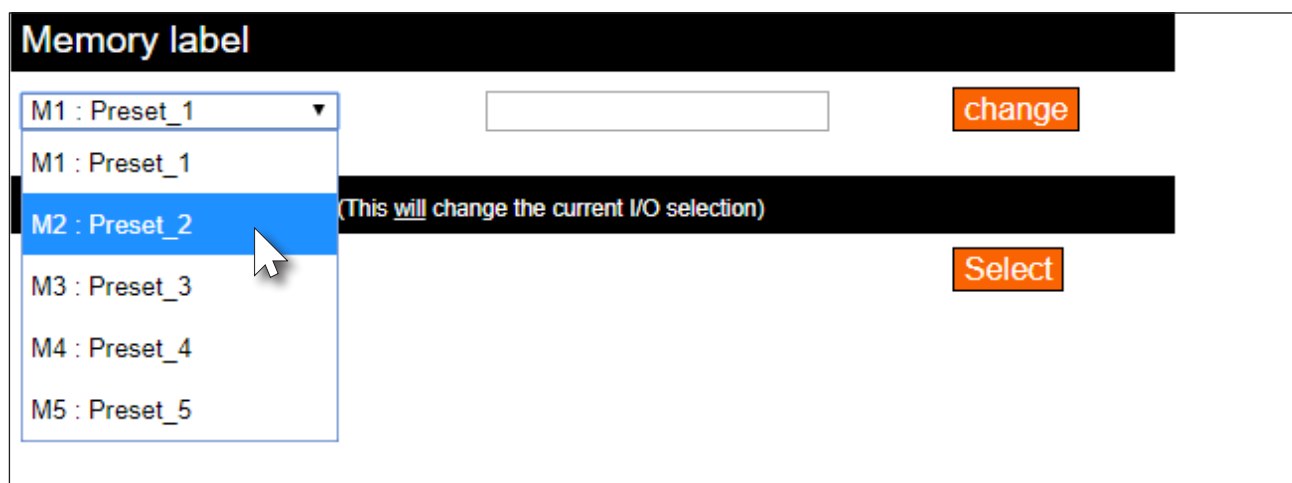 Memory label
M1 : Preset_1 ▼ change
M1 : Preset_1
M2 : Preset_2 (This will change the current I/O selection)
M3 : Preset_3 Select
M4 : Preset_4
M5 : Preset_5